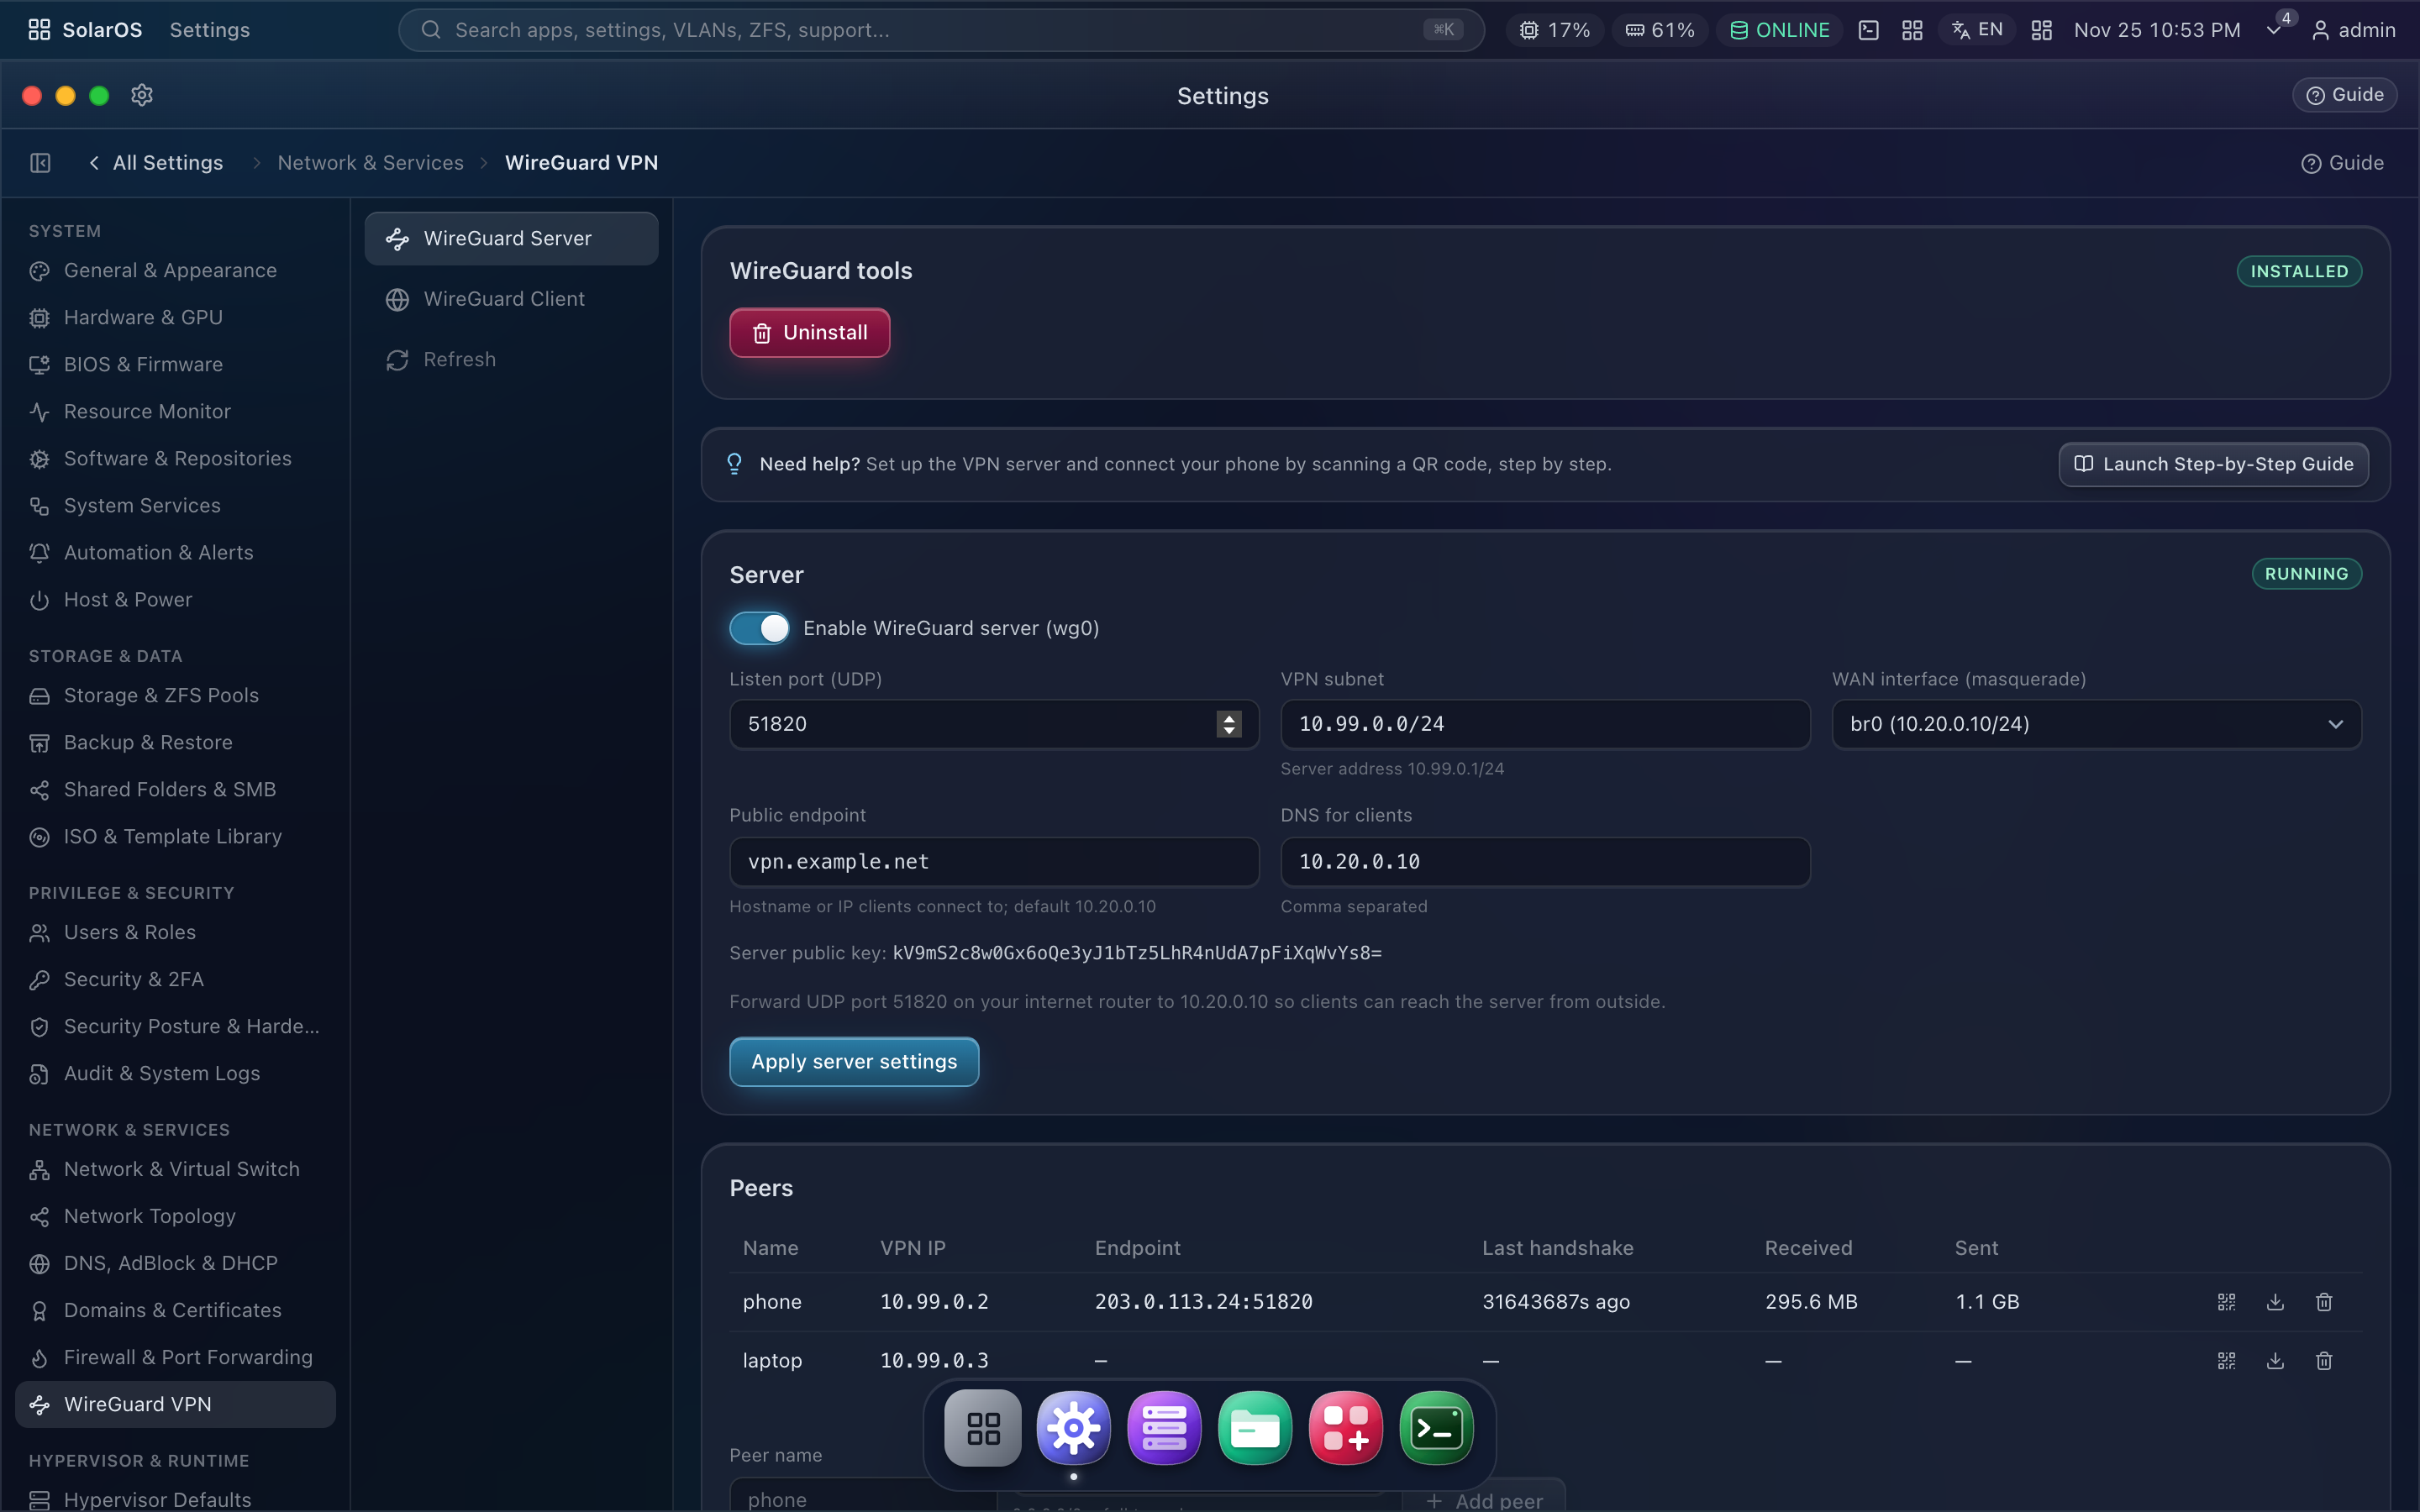 SolarOS Settings Search apps, settings, VLANs, ZFS, support... ⌘K 17% 61% ONLINE EN Nov 25 10:53 PM 4 admin
Settings Guide
All Settings Network & Services WireGuard VPN Guide
SYSTEM
General & Appearance
Hardware & GPU
BIOS & Firmware
Resource Monitor
Software & Repositories
System Services
Automation & Alerts
Host & Power
STORAGE & DATA
Storage & ZFS Pools
Backup & Restore
Shared Folders & SMB
ISO & Template Library
PRIVILEGE & SECURITY
Users & Roles
Security & 2FA
Security Posture & Harde...
Audit & System Logs
NETWORK & SERVICES
Network & Virtual Switch
Network Topology
DNS, AdBlock & DHCP
Domains & Certificates
Firewall & Port Forwarding
WireGuard VPN
HYPERVISOR & RUNTIME
Hypervisor Defaults
WireGuard Server
WireGuard Client
Refresh
WireGuard tools INSTALLED
Uninstall
Need help? Set up the VPN server and connect your phone by scanning a QR code, step by step. Launch Step-by-Step Guide
Server RUNNING
Enable WireGuard server (wg0)
Listen port (UDP) VPN subnet WAN interface (masquerade)
51820 10.99.0.0/24 br0 (10.20.0.10/24)
Server address 10.99.0.1/24
Public endpoint DNS for clients
vpn.example.net 10.20.0.10
Hostname or IP clients connect to; default 10.20.0.10 Comma separated
Server public key: kV9mS2c8w0Gx6oQe3yJ1bTz5LhR4nUdA7pFiXqWvYs8=
Forward UDP port 51820 on your internet router to 10.20.0.10 so clients can reach the server from outside.
Apply server settings
Peers
Name VPN IP Endpoint Last handshake Received Sent
phone 10.99.0.2 203.0.113.24:51820 31643687s ago 295.6 MB 1.1 GB
laptop 10.99.0.3 — — — —
Peer name
phone Add peer